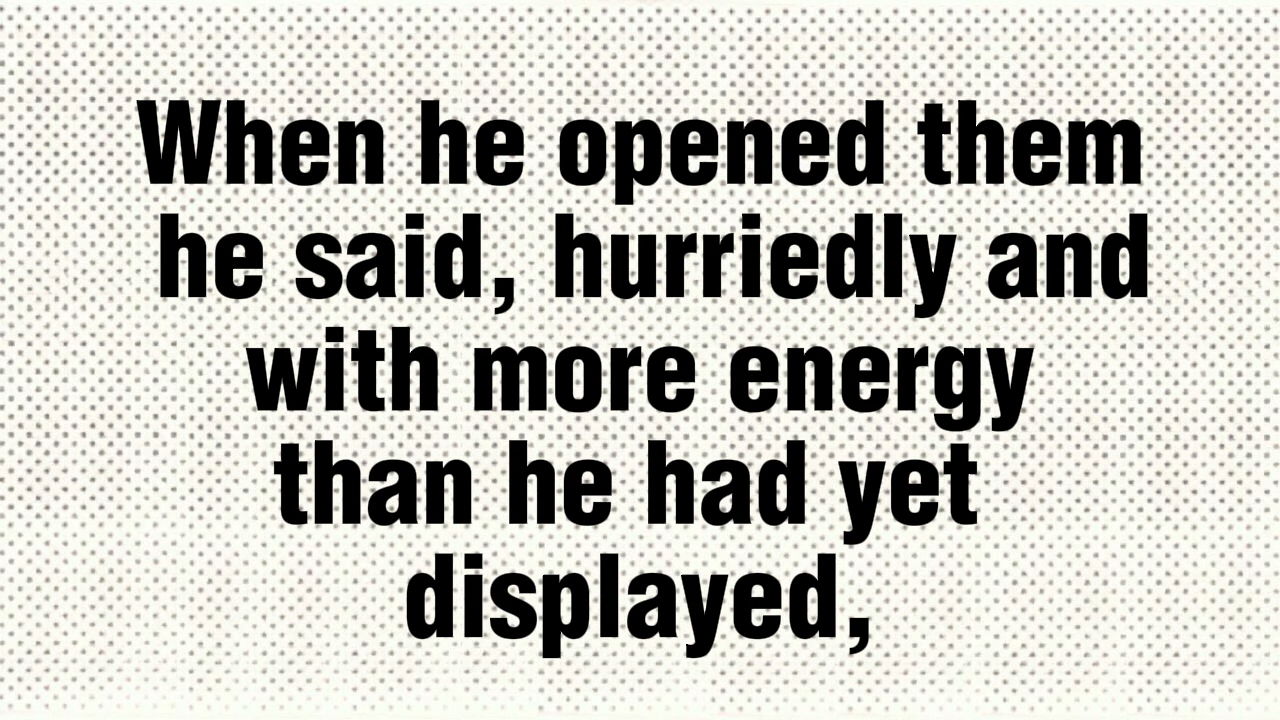 When he opened them
he said, hurriedly and
with more energy
than he had yet
displayed,